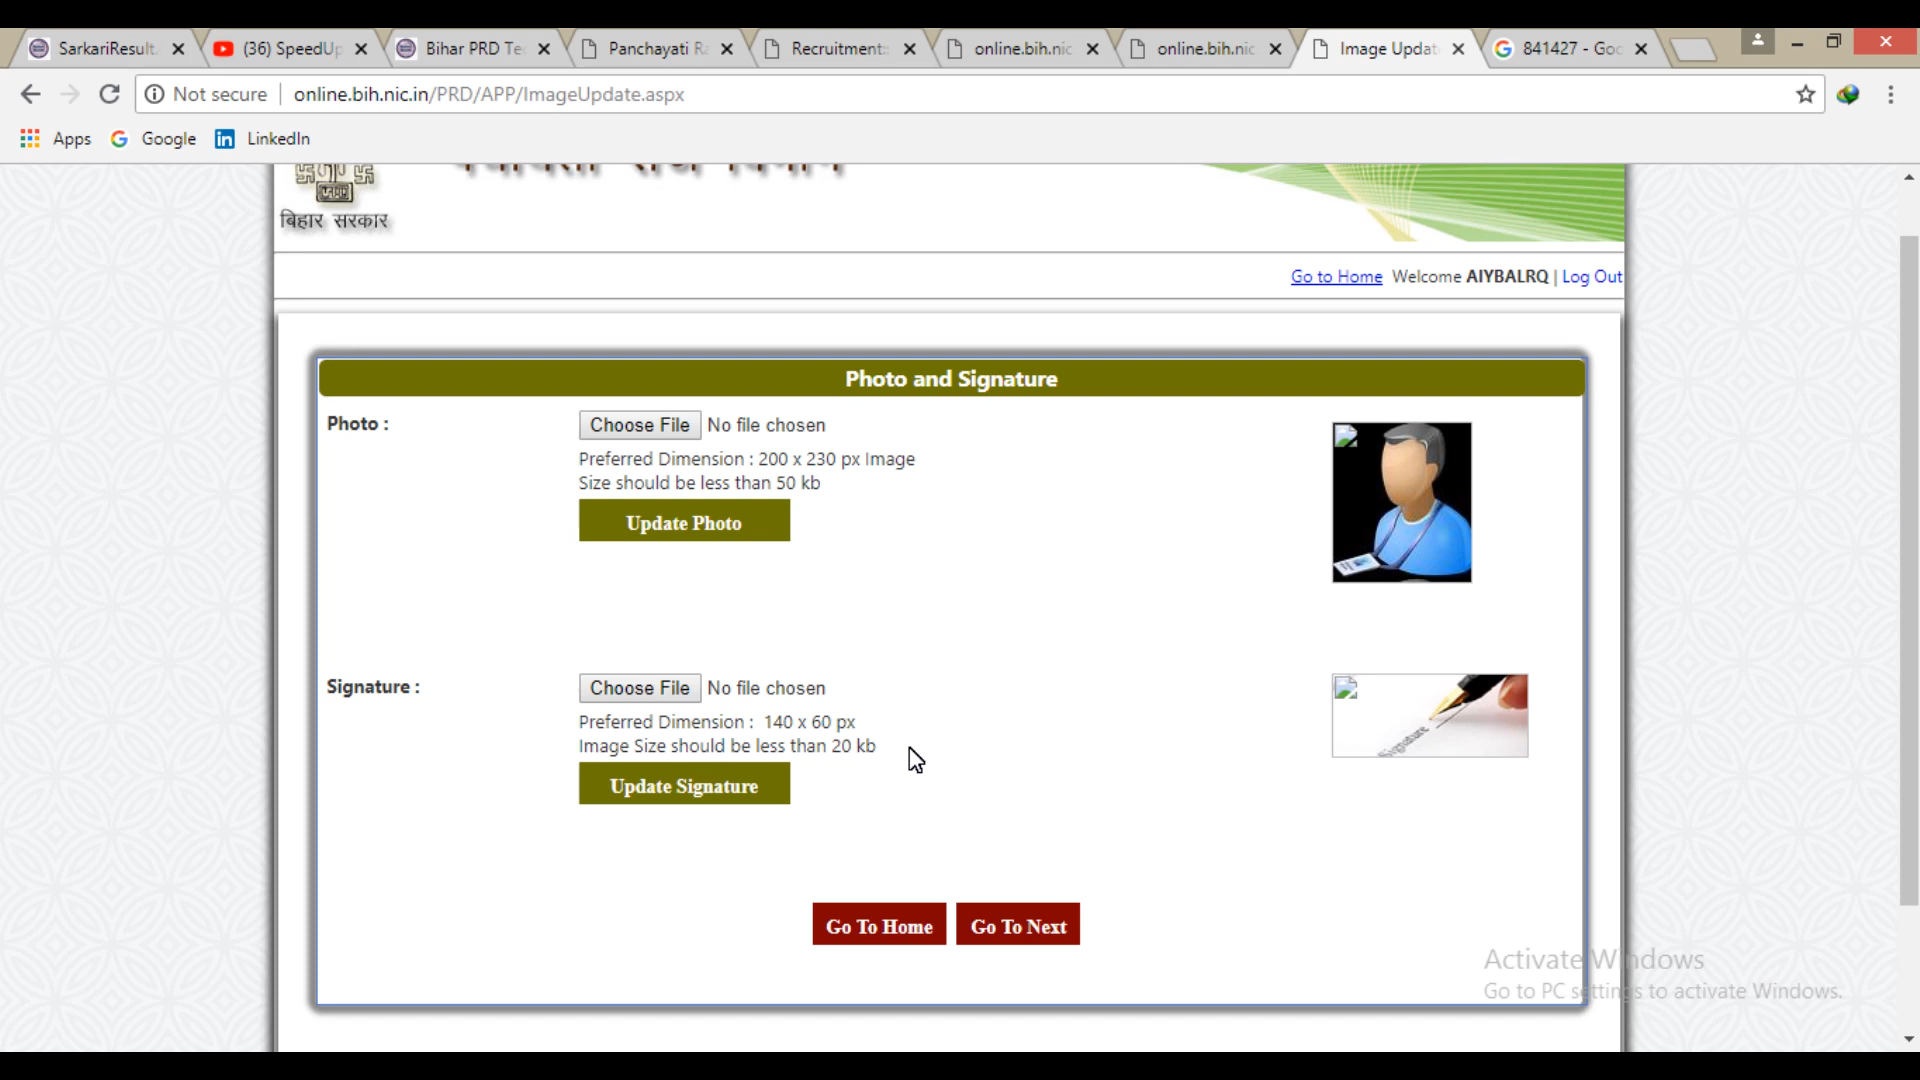 SarkariResult.
(36) SpeedUp
Bihar PRD Te
Panchayati R
Recruitment:
online.bih.nic
online.bih.nic
Image Updat
841427 - Goo
Not secure
online.bih.nic.in/PRD/APP/ImageUpdate.aspx
Apps
Google
LinkedIn
पंचायती राज विभाग
बिहार सरकार
Go to Home Welcome AIYBALRQ | Log Out
Photo and Signature
Photo :
Choose File No file chosen
Preferred Dimension : 200 x 230 px Image
Size should be less than 50 kb
Update Photo
Signature :
Choose File No file chosen
Preferred Dimension : 140 x 60 px
Image Size should be less than 20 kb
Update Signature
Signature
Go To Home
Go To Next
Activate Windows
Go to PC settings to activate Windows.